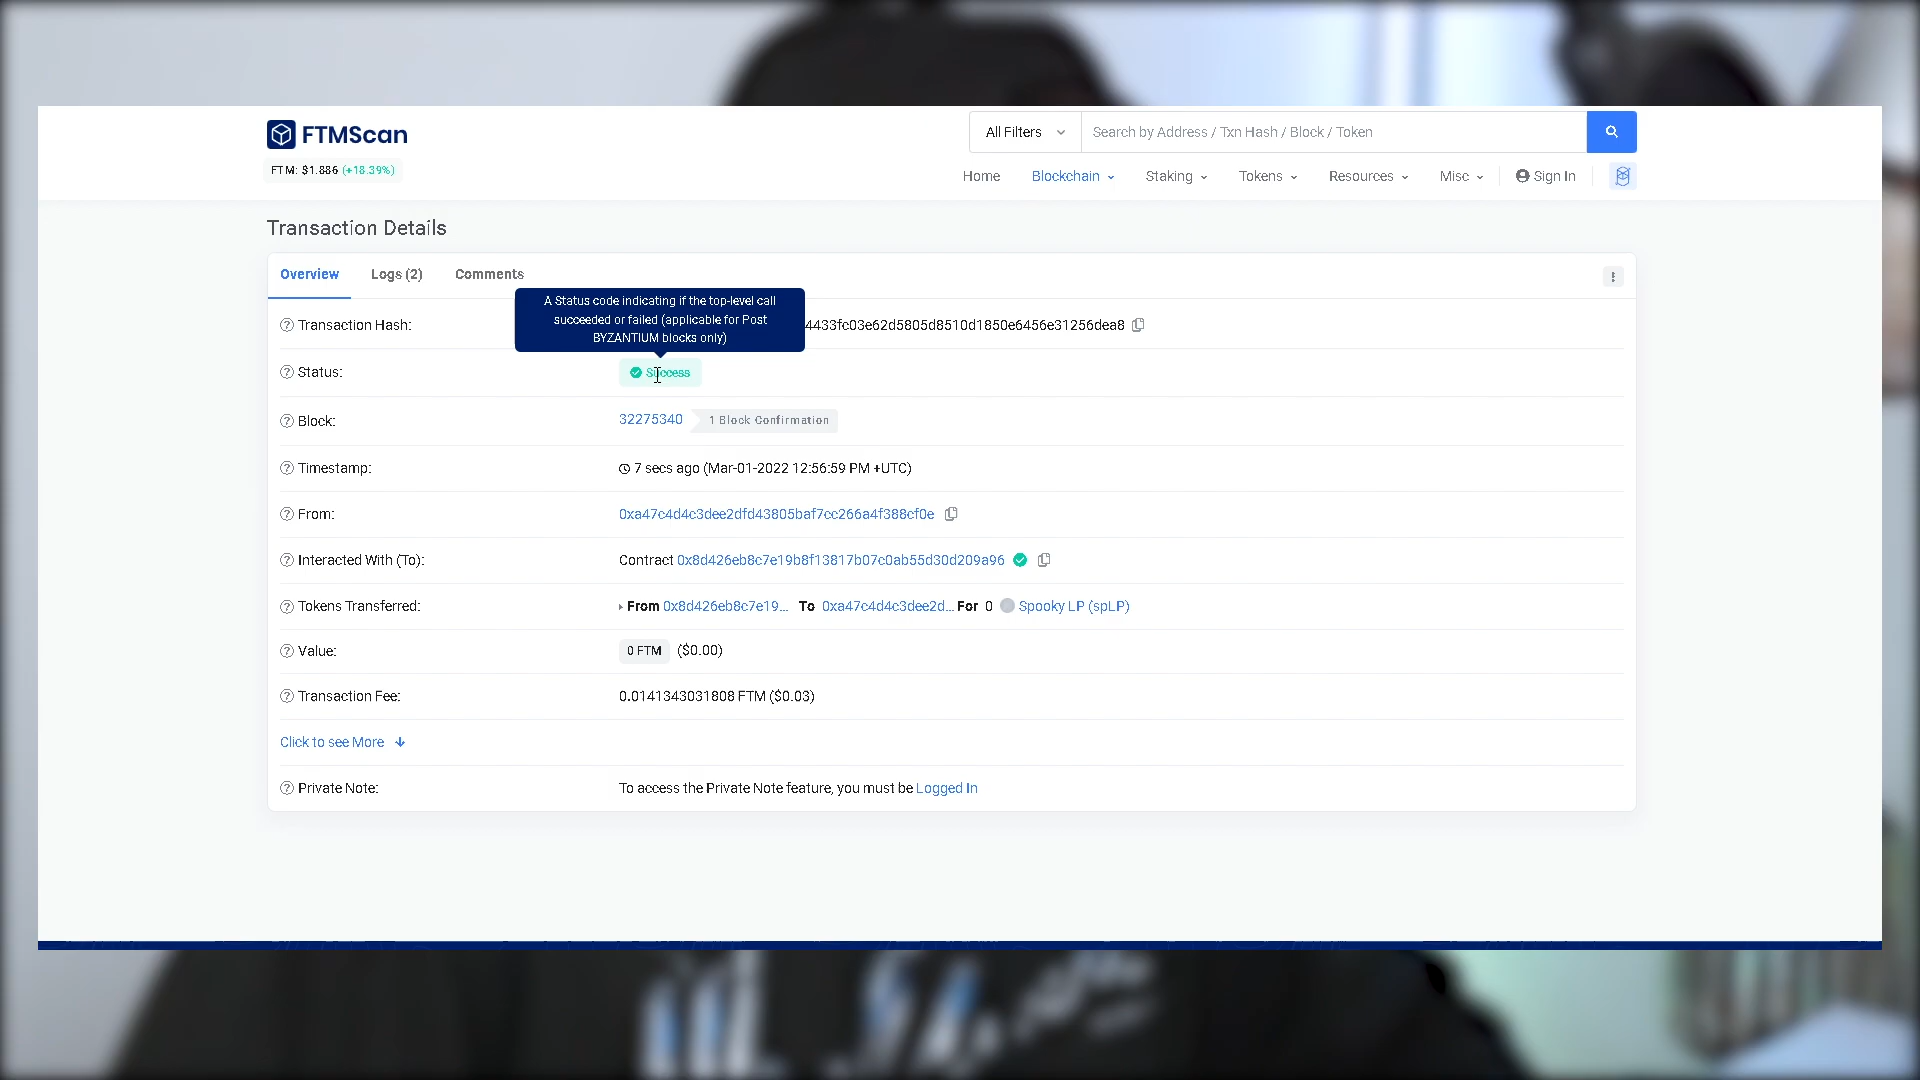 FTMScan
All Filters
Search by Address / Txn Hash / Block / Token
FTM: $1.886 (+18.39%)
Home Blockchain Staking Tokens Resources Misc Sign In
Transaction Details
Overview Logs (2) Comments
A Status code indicating if the top-level call
succeeded or failed (applicable for Post
BYZANTIUM blocks only)
Transaction Hash: 4433fc03e62d5805d8510d1850e6456e31256dea8
Status: Success
Block: 32275340 1 Block Confirmation
Timestamp: 7 secs ago (Mar-01-2022 12:56:59 PM +UTC)
From: 0xa47c4d4c3dee2dfd43805baf7cc266a4f388cf0e
Interacted With (To): Contract 0x8d426eb8c7e19b8f13817b07c0ab55d30d209a96
Tokens Transferred: From 0x8d426eb8c7e19... To 0xa47c4d4c3dee2d... For 0 Spooky LP (spLP)
Value: 0 FTM ($0.00)
Transaction Fee: 0.0141343031808 FTM ($0.03)
Click to see More
Private Note: To access the Private Note feature, you must be Logged In